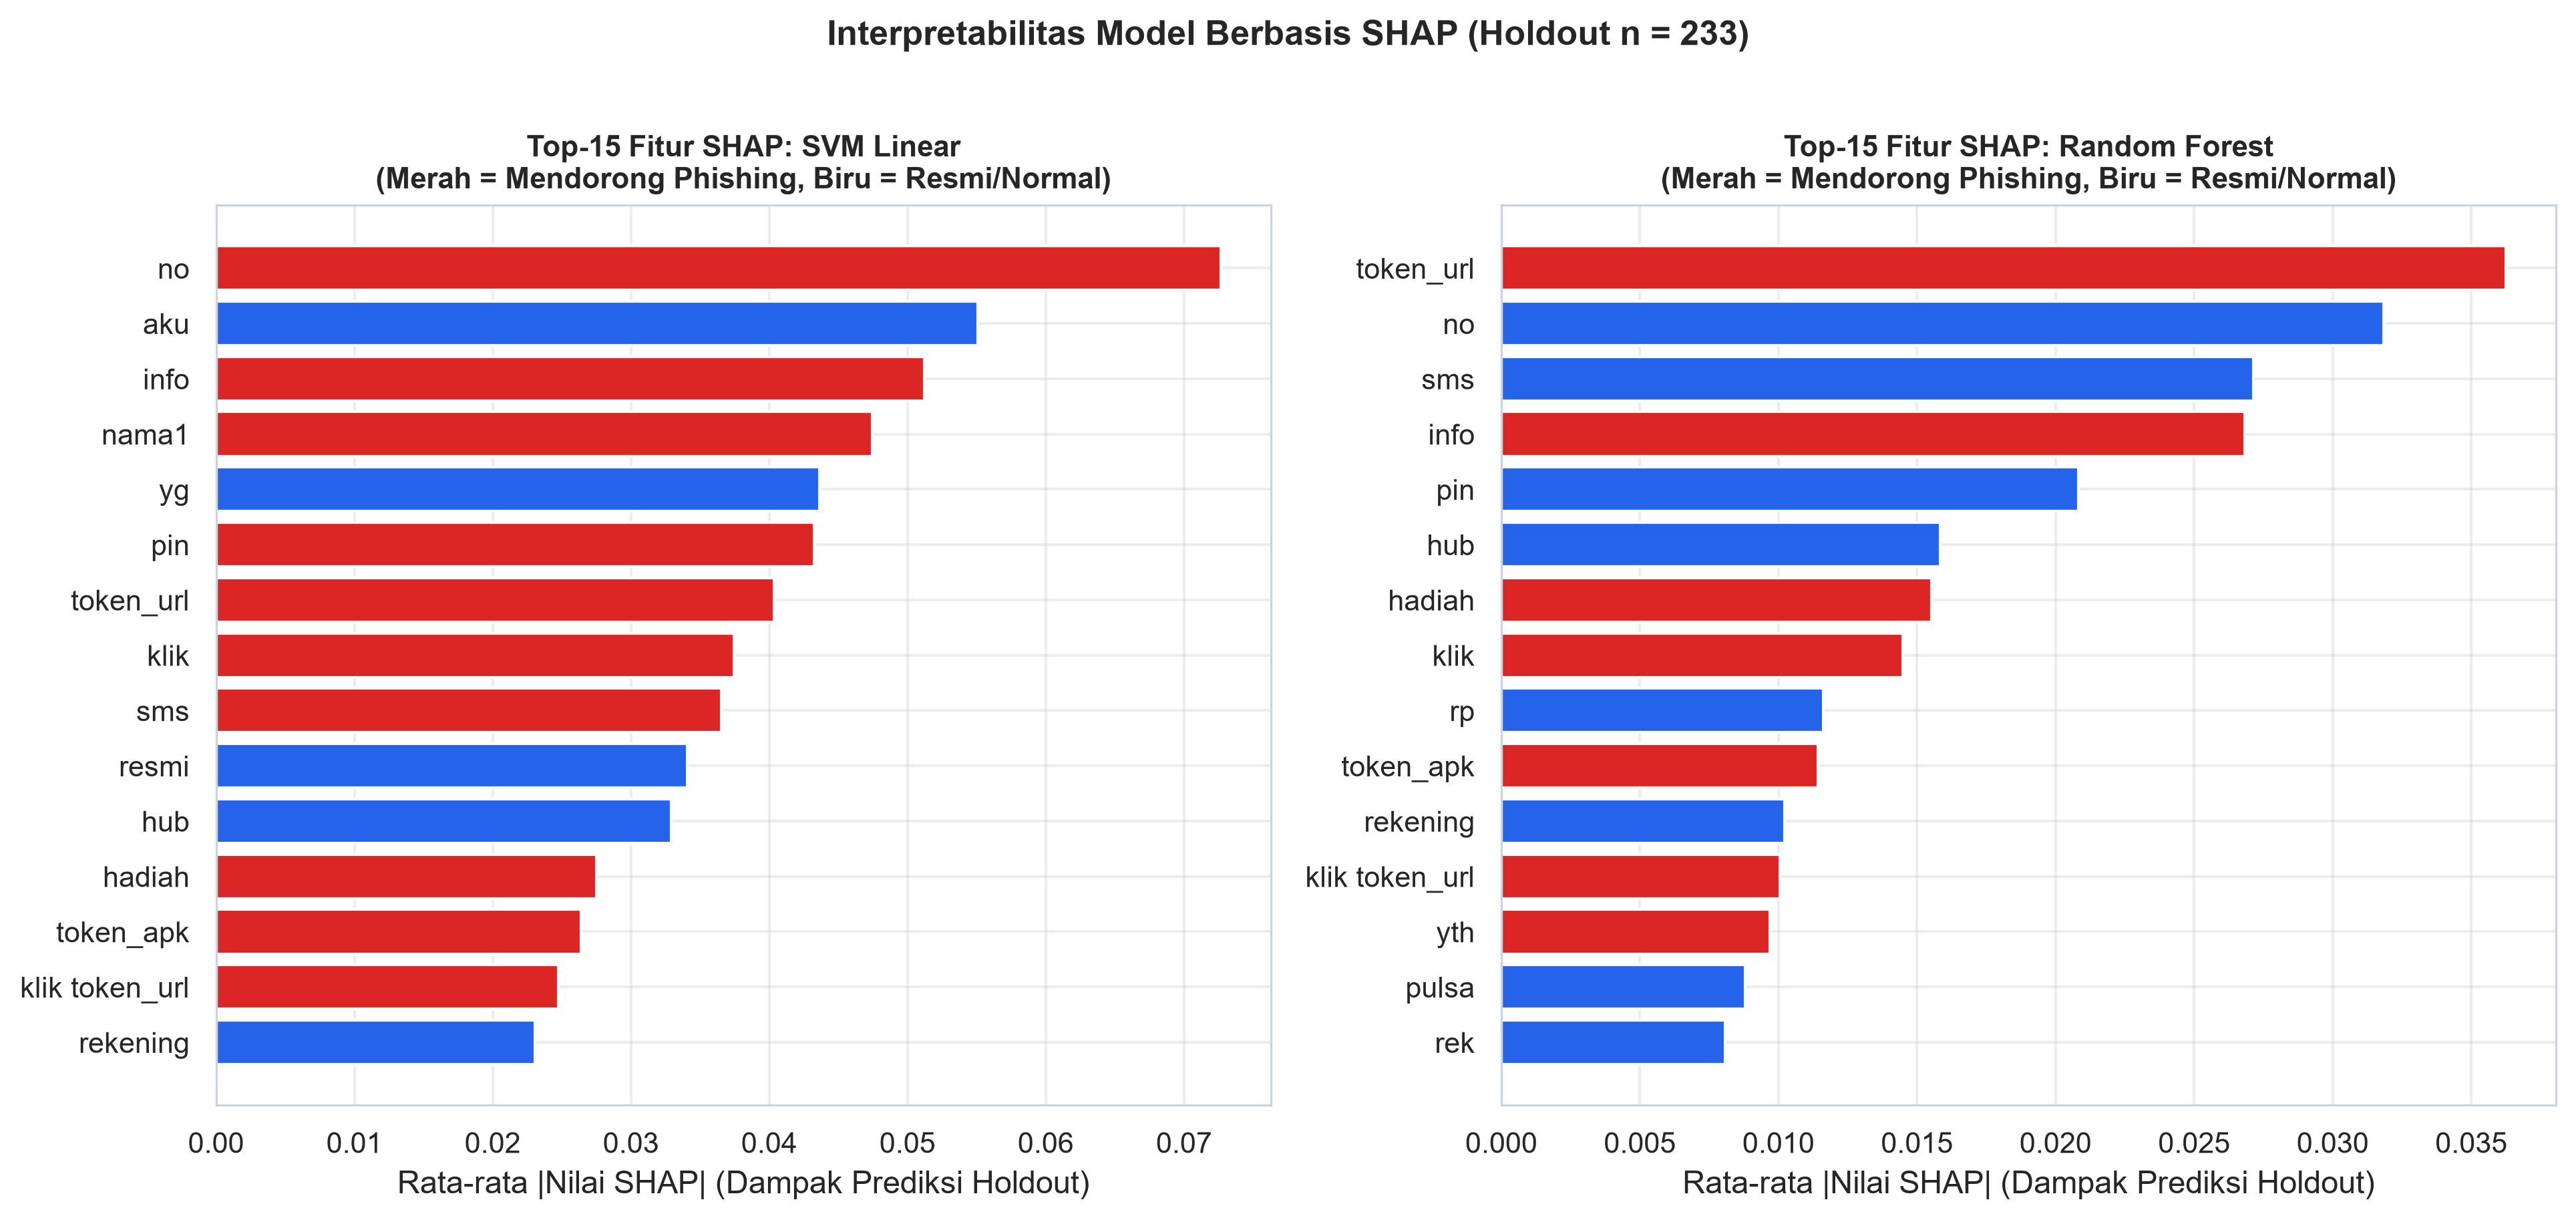 Interpretabilitas Model Berbasis SHAP (Holdout n = 233)
Top-15 Fitur SHAP: SVM Linear
(Merah = Mendorong Phishing, Biru = Resmi/Normal)
no
aku
info
nama1
yg
pin
token_url
klik
sms
resmi
hub
hadiah
token_apk
klik token_url
rekening
0.00 0.01 0.02 0.03 0.04 0.05 0.06 0.07
Rata-rata |Nilai SHAP| (Dampak Prediksi Holdout)
Top-15 Fitur SHAP: Random Forest
(Merah = Mendorong Phishing, Biru = Resmi/Normal)
token_url
no
sms
info
pin
hub
hadiah
klik
rp
token_apk
rekening
klik token_url
yth
pulsa
rek
0.000 0.005 0.010 0.015 0.020 0.025 0.030 0.035
Rata-rata |Nilai SHAP| (Dampak Prediksi Holdout)